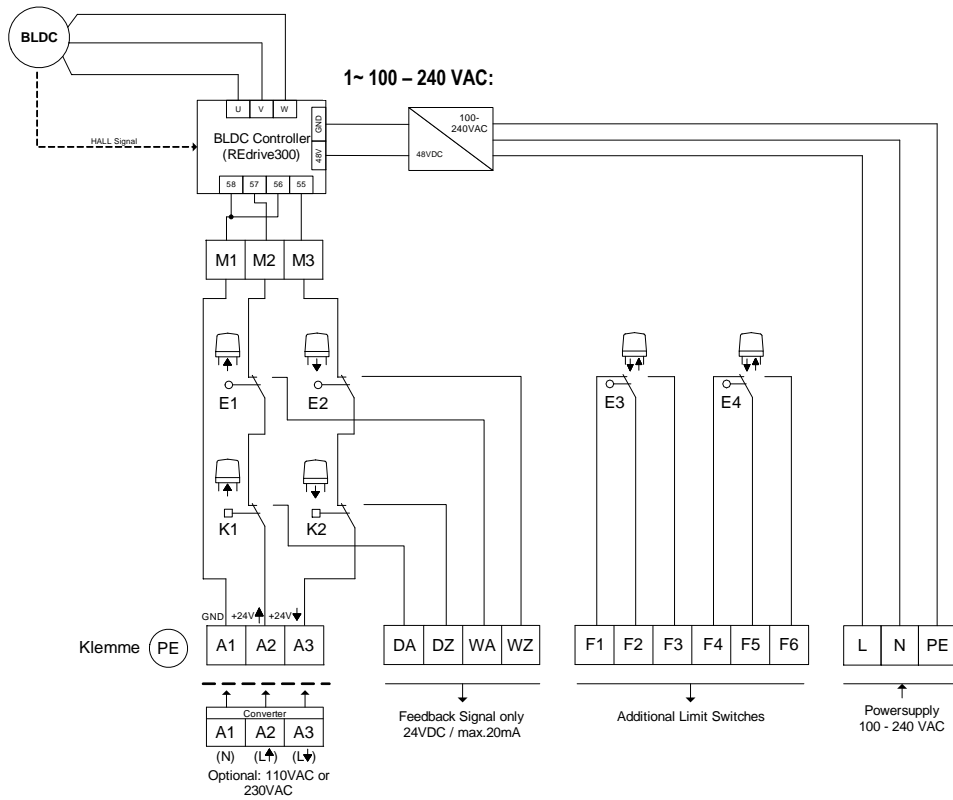 BLDC
1~ 100 – 240 VAC:
U V W
GND
48V
100-
240VAC
48VDC
HALL Signal
BLDC Controller
(REdrive300)
58 57 56 55
M1 M2 M3
E1 E2 E3 E4
K1 K2
GND +24V +24V
Klemme PE
A1 A2 A3
DA DZ WA WZ
F1 F2 F3 F4 F5 F6
L N PE
Converter
A1 A2 A3
(N) (L) (L)
Optional: 110VAC or
230VAC
Feedback Signal only
24VDC / max.20mA
Additional Limit Switches
Powersupply
100 - 240 VAC